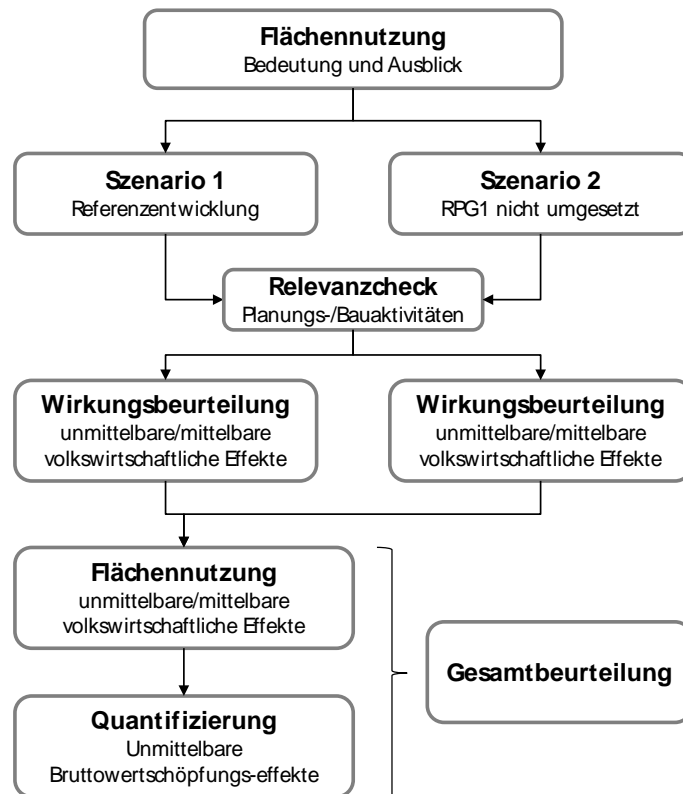 Flächennutzung
Bedeutung und Ausblick
Szenario 1
Referenzentwicklung
Szenario 2
RPG1 nicht umgesetzt
Relevanzcheck
Planungs-/Bauaktivitäten
Wirkungsbeurteilung
unmittelbare/mittelbare
volkswirtschaftliche Effekte
Wirkungsbeurteilung
unmittelbare/mittelbare
volkswirtschaftliche Effekte
Flächennutzung
unmittelbare/mittelbare
volkswirtschaftliche Effekte
Gesamtbeurteilung
Quantifizierung
Unmittelbare
Bruttowertschöpfungs-effekte